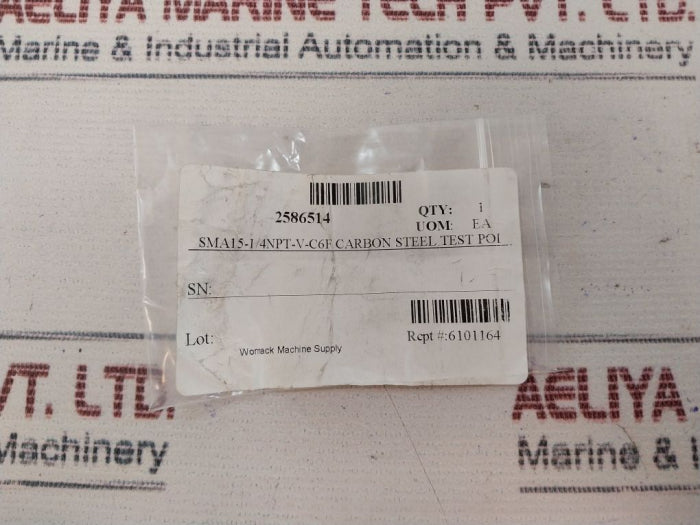 AELIYA MARINE TECH PVT. LTD.
Marine & Industrial Automation & Machinery
2586514
QTY: 1
UOM: EA
SMA15-1/4NPT-V-C6F CARBON STEEL TEST POI
SN:
Lot:
Rcpt #:6101164
Womack Machine Supply
VT. LTD.
Machinery
AELIYA
Marine & I